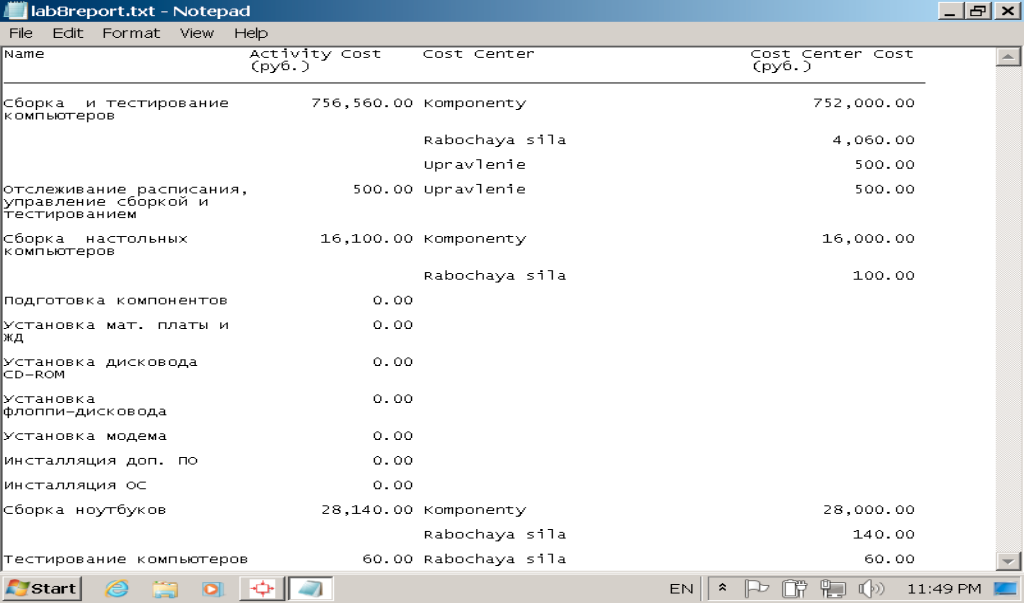 lab8report.txt - Notepad
File Edit Format View Help
Name Activity Cost Cost Center Cost Center Cost
(руб.) (руб.)
Сборка и тестирование 756,560.00 Komponenty 752,000.00
компьютеров
Rabochaya sila 4,060.00
Upravlenie 500.00
Отслеживание расписания, 500.00 Upravlenie 500.00
управление сборкой и
тестированием
Сборка настольных 16,100.00 Komponenty 16,000.00
компьютеров
Rabochaya sila 100.00
Подготовка компонентов 0.00
Установка мат. платы и 0.00
ЖД
Установка дисковода 0.00
CD-ROM
Установка 0.00
флоппи-дисковода
Установка модема 0.00
Инсталляция доп. ПО 0.00
Инсталляция ОС 0.00
Сборка ноутбуков 28,140.00 Komponenty 28,000.00
Rabochaya sila 140.00
Тестирование компьютеров 60.00 Rabochaya sila 60.00
Start EN 11:49 PM